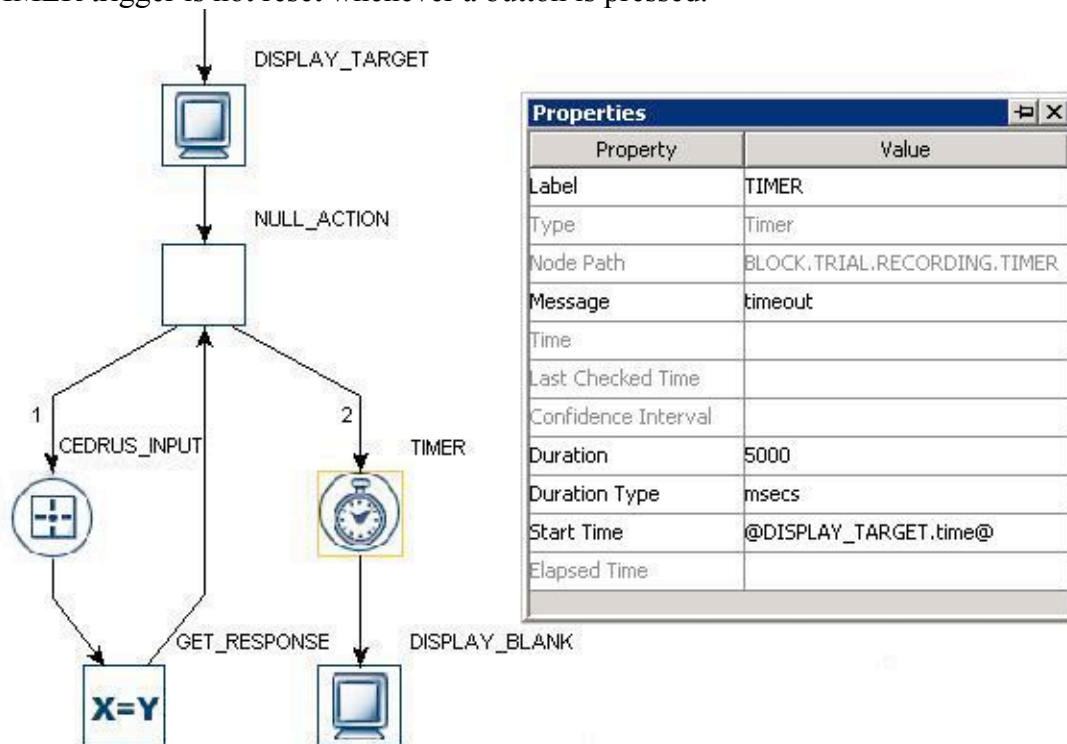 IMER trigger is not reset whenever a button is pressed.
DISPLAY_TARGET
NULL_ACTION
1
2
CEDRUS_INPUT
TIMER
GET_RESPONSE
DISPLAY_BLANK
X=Y
Properties
Property Value
Label TIMER
Type Timer
Node Path BLOCK.TRIAL.RECORDING.TIMER
Message timeout
Time
Last Checked Time
Confidence Interval
Duration 5000
Duration Type msecs
Start Time @DISPLAY_TARGET.time@
Elapsed Time